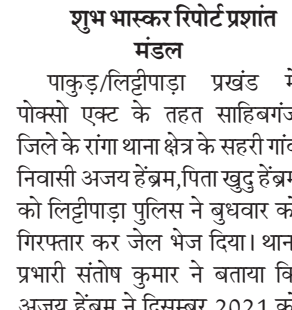 शुभ भास्कर रिपोर्ट प्रशांत
मंडल
पाकुड़/लिट्टीपाड़ा प्रखंड में
पोक्सो एक्ट के तहत साहिबगंज
जिले के रांगा थाना क्षेत्र के सहरी गांव
निवासी अजय हेंब्रम,पिता खुदु हेंब्रम
को लिट्टीपाड़ा पुलिस ने बुधवार को
गिरफ्तार कर जेल भेज दिया। थाना
प्रभारी संतोष कुमार ने बताया कि
अजय हेंब्रम ने दिसम्बर 2021 को